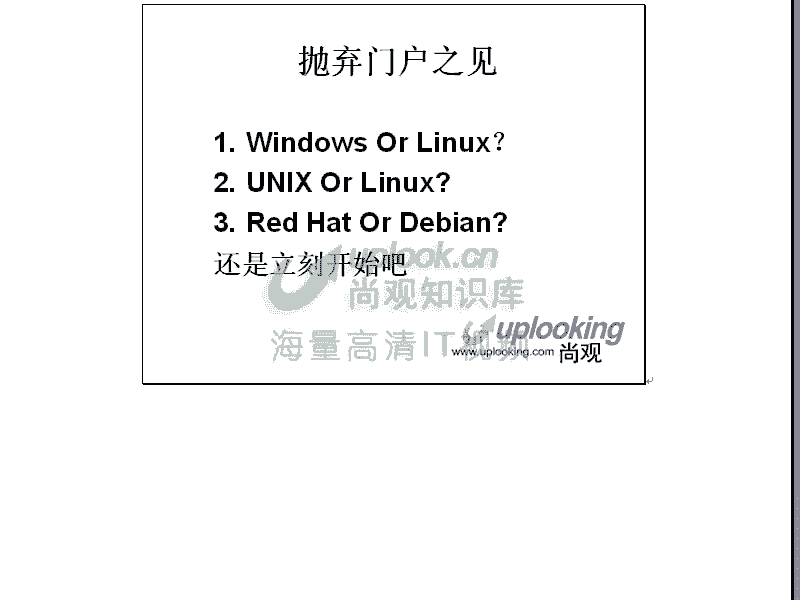 抛弃门户之见
1. Windows Or Linux？
2. UNIX Or Linux?
3. Red Hat Or Debian?
还是立刻开始吧
uplook.cn
尚观知识库
海量高清IT视频
uplooking
www.uplooking.com 尚观